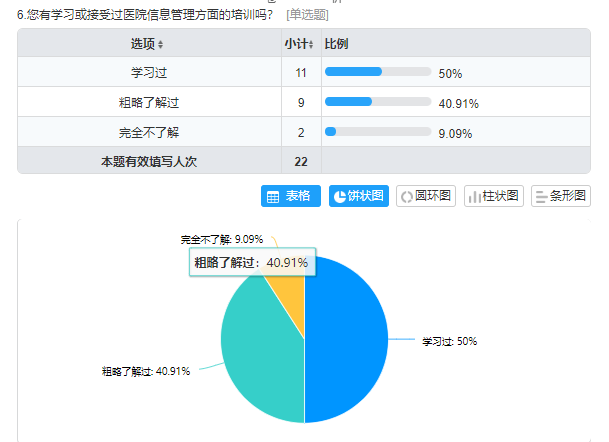 6.您有学习或接受过医院信息管理方面的培训吗？ [单选题]
选项 小计 比例
学习过 11 50%
粗略了解过 9 40.91%
完全不了解 2 9.09%
本题有效填写人次 22
表格 饼状图 圆环图 柱状图 条形图
完全不了解: 9.09%
粗略了解过: 40.91%
学习过: 50%
粗略了解过: 40.91%